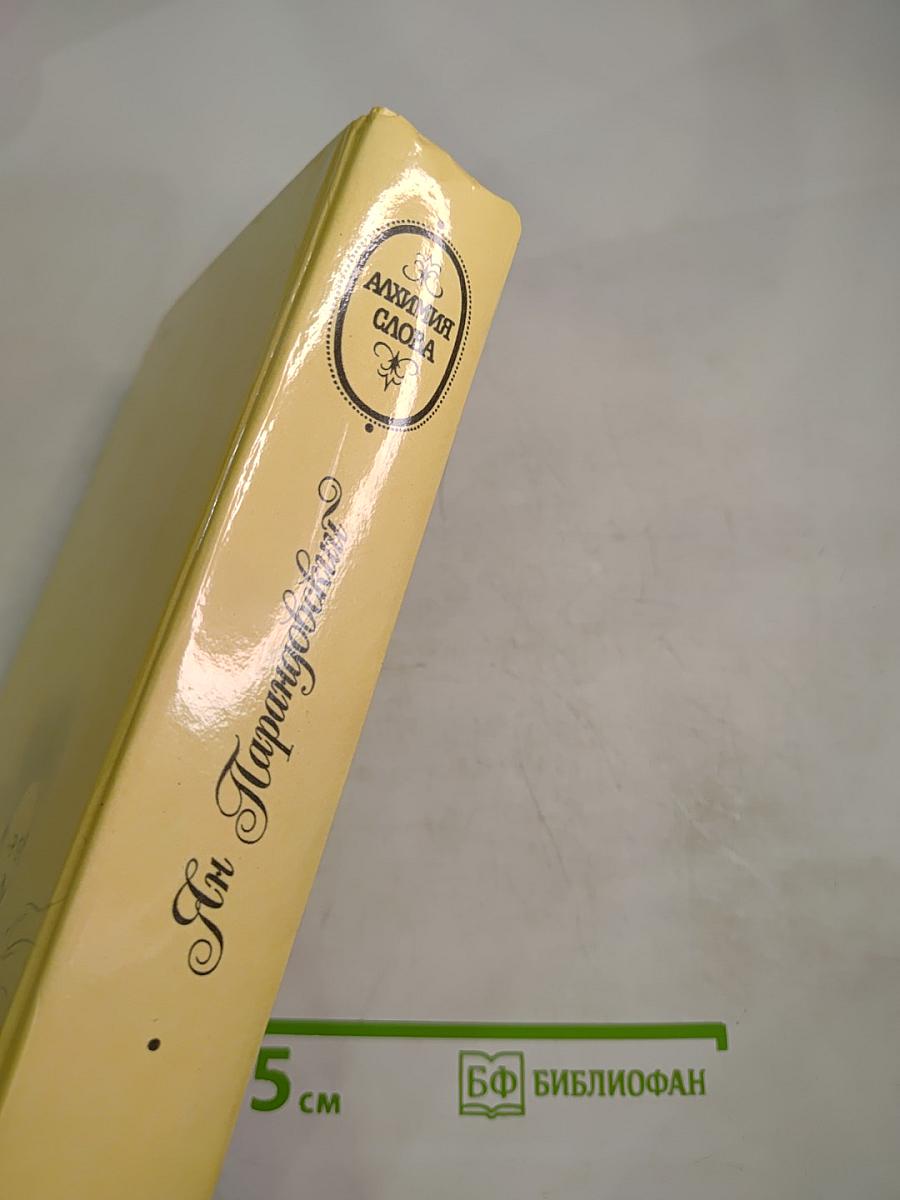 АЛХИМИЯ
СЛОВА
Ян Парандовский
5 см
БФ БИБЛИОФАН